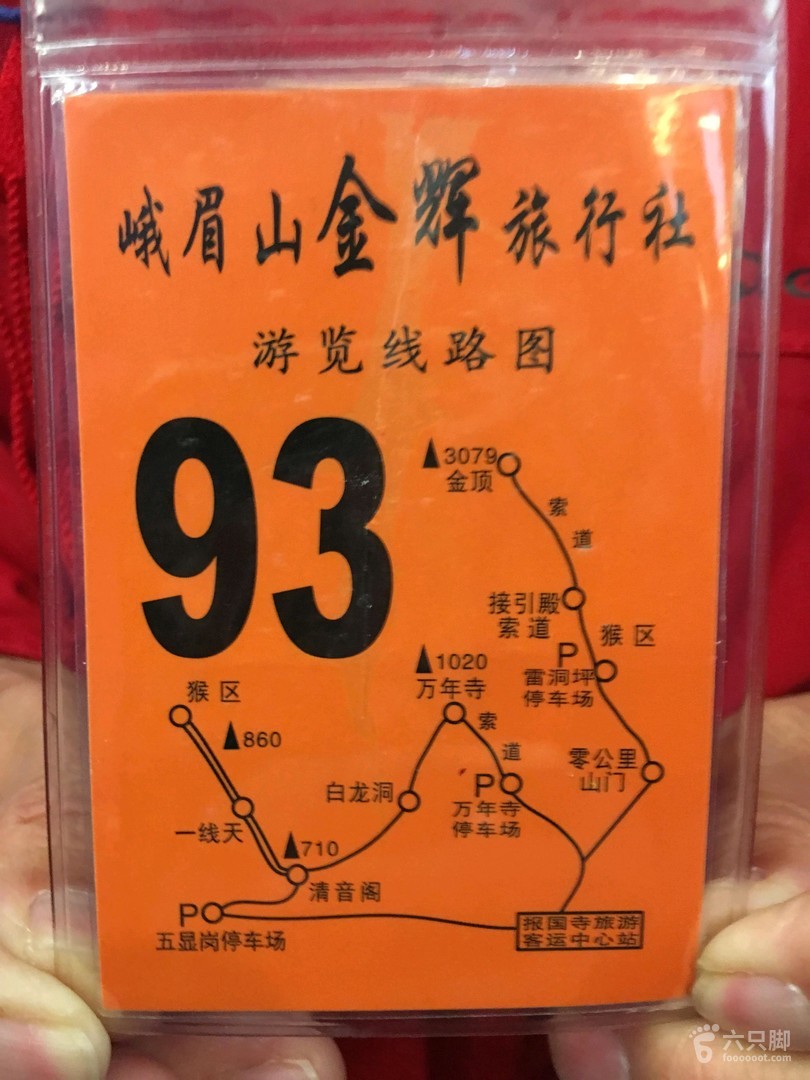 峨眉山金辉旅行社
游览线路图
93
▲3079
金顶
索
道
接引殿
索道
猴区
P
雷洞坪
停车场
▲1020
万年寺
索
道
猴区
▲860
零公里
山门
P
万年寺
停车场
白龙洞
一线天
▲710
清音阁
P
五显岗停车场
报国寺旅游
客运中心站
六只脚
foooooot.com